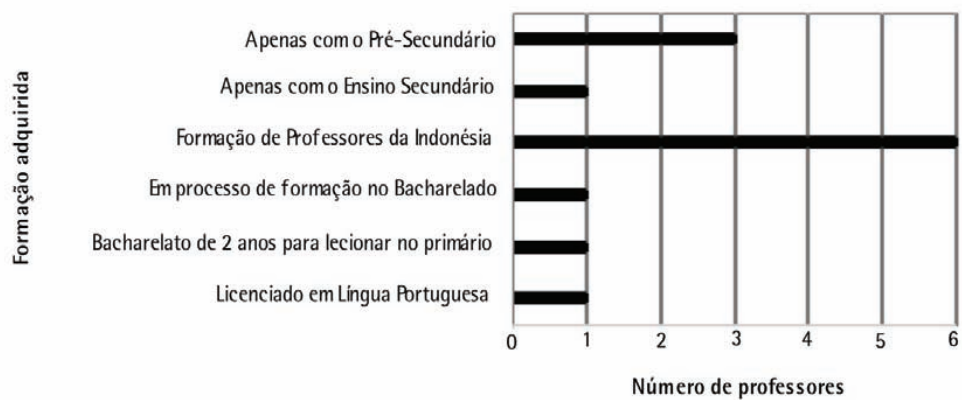 Formação adquirida
Apenas com o Pré-Secundário
Apenas com o Ensino Secundário
Formação de Professores da Indonésia
Em processo de formação no Bacharelado
Bacharelato de 2 anos para lecionar no primário
Licenciado em Língua Portuguesa
0 1 2 3 4 5 6
Número de professores